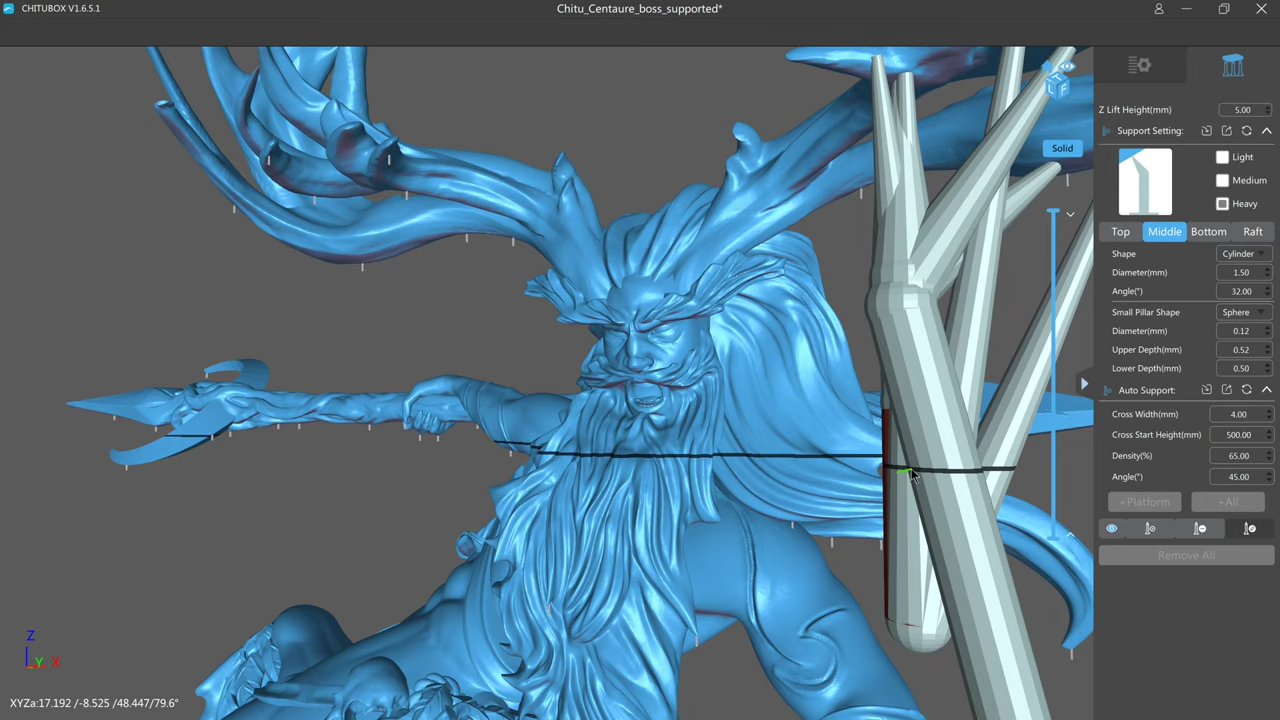 CHITUBOX V1.6.5.1
Chitu_Centaure_boss_supported*
Z Lift Height(mm) 5.00
Support Setting:
Solid
Light
Medium
Heavy
Top Middle Bottom Raft
Shape Cylinder
Diameter(mm) 1.50
Angle(°) 32.00
Small Pillar Shape Sphere
Diameter(mm) 0.12
Upper Depth(mm) 0.52
Lower Depth(mm) 0.50
Auto Support:
Cross Width(mm) 4.00
Cross Start Height(mm) 500.00
Density(%) 65.00
Angle(°) 45.00
+Platform +All
Remove All
Z
Y X
XYZa:17.192 /-8.525 /48.447/79.6°